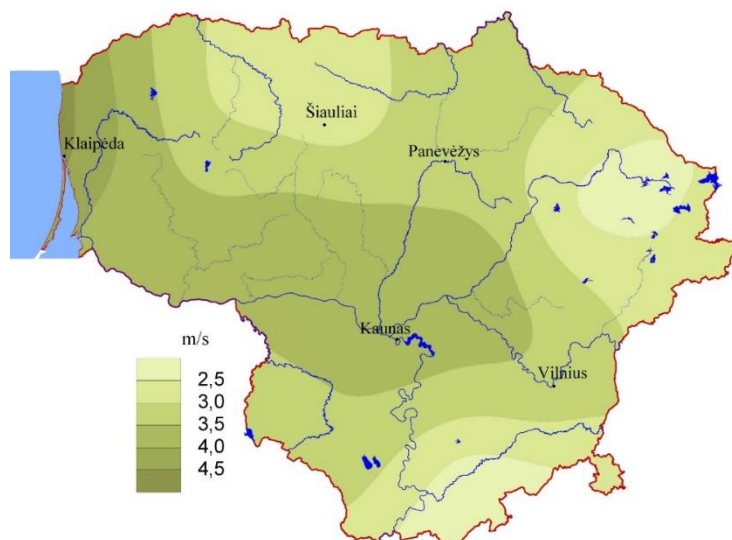 Šiauliai
Klaipėda
Panevėžys
Kaunas
Vilnius
m/s
2,5
3,0
3,5
4,0
4,5